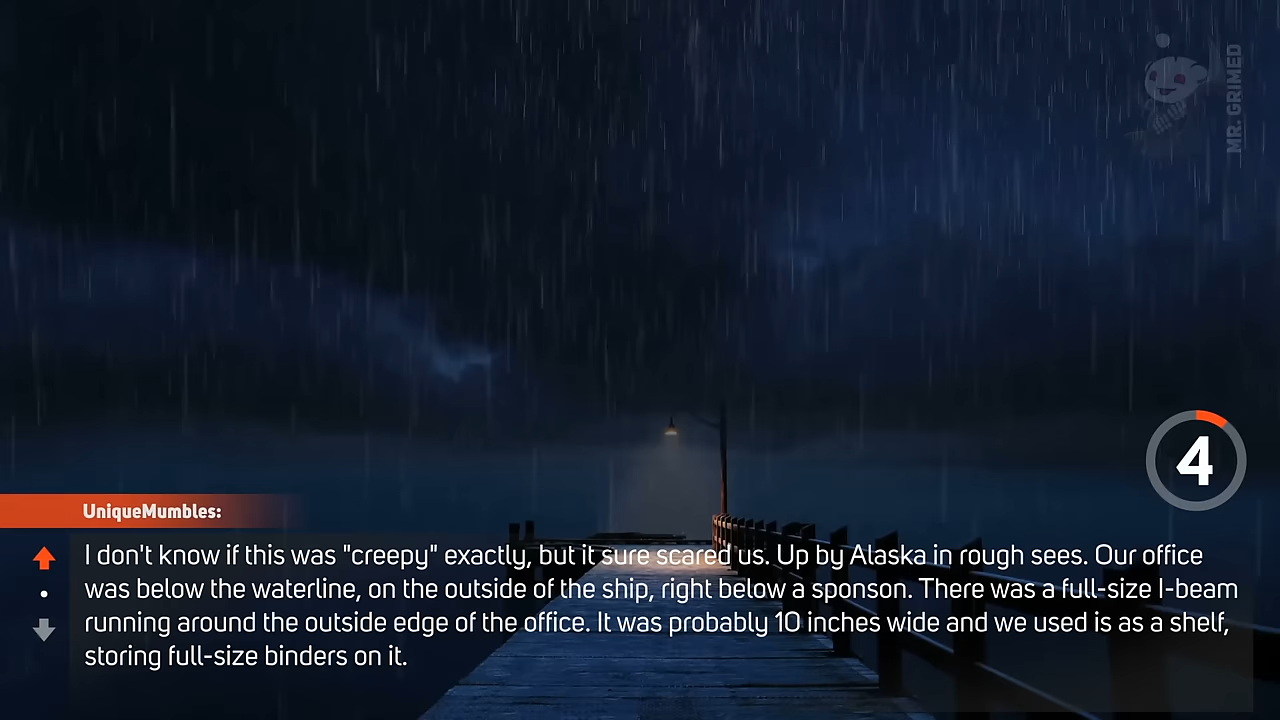 MR. GRIMED
4
UniqueMumbles:
I don't know if this was "creepy" exactly, but it sure scared us. Up by Alaska in rough sees. Our office
was below the waterline, on the outside of the ship, right below a sponson. There was a full-size I-beam
running around the outside edge of the office. It was probably 10 inches wide and we used is as a shelf,
storing full-size binders on it.